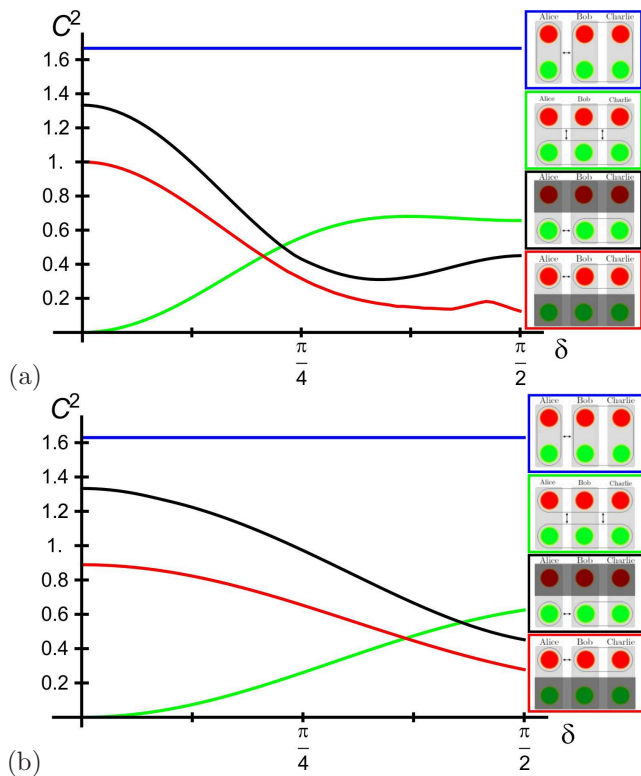 C²
1.6
1.4
1.2
1.
0.8
0.6
0.4
0.2
π
4
π
2
δ
(a)
Alice Bob Charlie
Alice Bob Charlie
Alice Bob Charlie
Alice Bob Charlie
C²
1.6
1.4
1.2
1.
0.8
0.6
0.4
0.2
π
4
π
2
δ
(b)
Alice Bob Charlie
Alice Bob Charlie
Alice Bob Charlie
Alice Bob Charlie